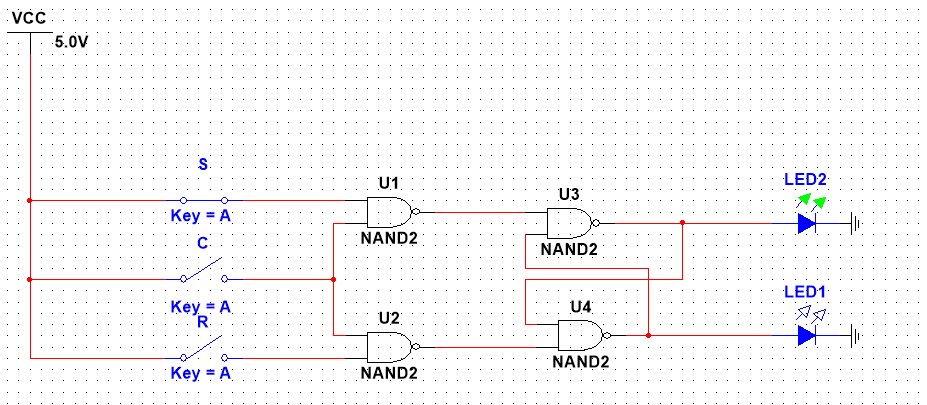 VCC
5.0V
S
Key = A
C
Key = A
R
Key = A
U1
NAND2
U2
NAND2
U3
NAND2
U4
NAND2
LED2
LED1